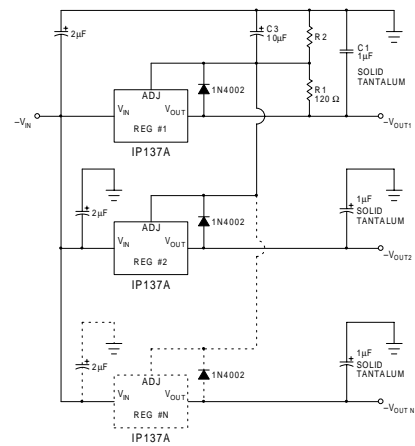 2µF
C3
10µF
R2
C1
1µF
SOLID
TANTALUM
ADJ
1N4002
R1
120 Ω
–VIN
VIN
VOUT
REG #1
–VOUT1
IP137A
2µF
ADJ
1N4002
1µF
SOLID
TANTALUM
VIN
VOUT
REG #2
–VOUT2
IP137A
2µF
ADJ
1N4002
1µF
SOLID
TANTALUM
VIN
VOUT
REG #N
–VOUT N
IP137A